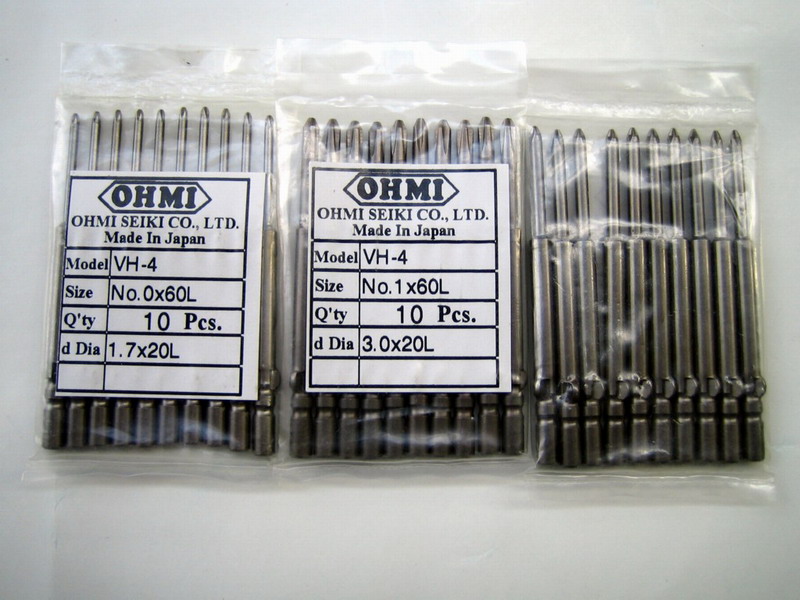 OHMI
OHMI SEIKI CO., LTD.
Made In Japan
Model VH-4
Size No.0x60L
Q'ty 10 Pcs.
d Dia 1.7x20L
OHMI
OHMI SEIKI CO., LTD.
Made In Japan
Model VH-4
Size No.1x60L
Q'ty 10 Pcs.
d Dia 3.0x20L